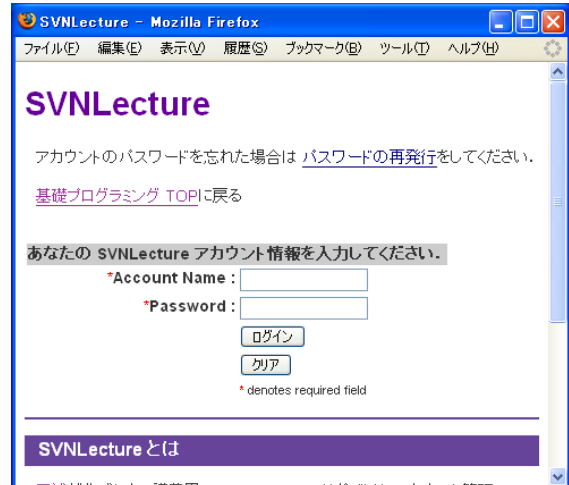 SVNLecture - Mozilla Firefox
ファイル(F) 編集(E) 表示(V) 履歴(S) ブックマーク(B) ツール(T) ヘルプ(H)
SVNLecture
アカウントのパスワードを忘れた場合は パスワードの再発行をしてください.
基礎プログラミング TOPに戻る
あなたの SVNLecture アカウント情報を入力してください.
*Account Name :
*Password :
ログイン
クリア
* denotes required field
SVNLectureとは